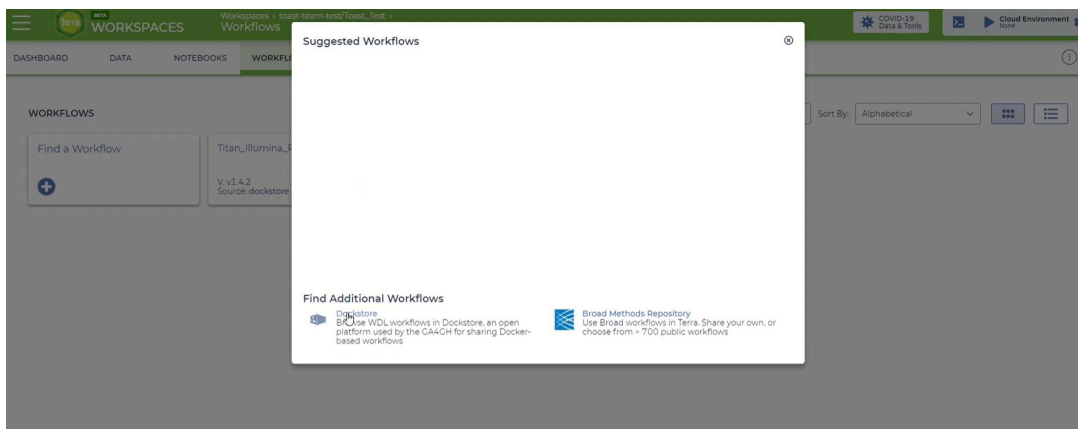 Terra
BETA
WORKSPACES
Workspaces > toast-team-test/Toast_Test >
Workflows
COVID-19
Data & Tools
Cloud Environment
None
DASHBOARD
DATA
NOTEBOOKS
WORKFL
Suggested Workflows
WORKFLOWS
Sort By:
Alphabetical
Find a Workflow
Titan_Illumina_
V. v1.4.2
Source: dockstore
Find Additional Workflows
Dockstore
Browse WDL workflows in Dockstore, an open
platform used by the GA4GH for sharing Docker-
based workflows
Broad Methods Repository
Use Broad workflows in Terra. Share your own, or
choose from > 700 public workflows